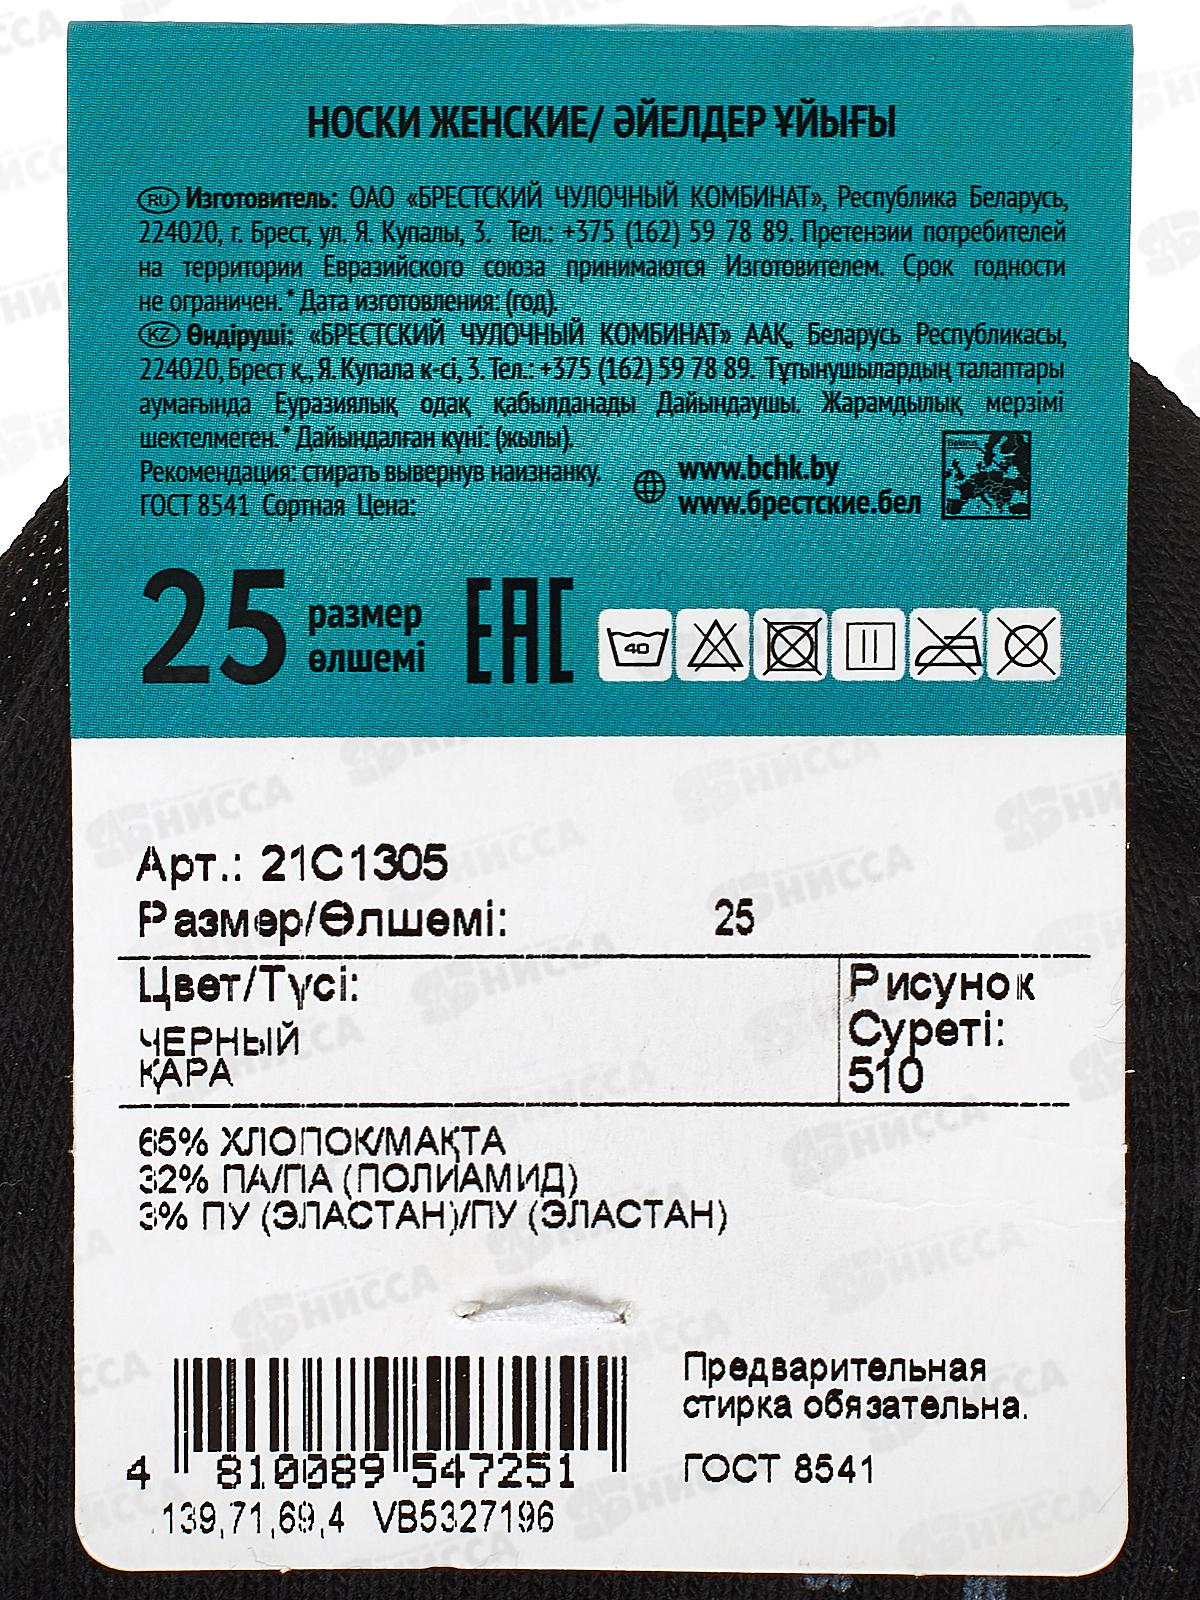 НОСКИ ЖЕНСКИЕ/ ӘЙЕЛДЕР ҰЙЫҒЫ
RU Изготовитель: ОАО «БРЕСТСКИЙ ЧУЛОЧНЫЙ КОМБИНАТ», Республика Беларусь,
224020, г. Брест, ул. Я. Купалы, 3. Тел.: +375 (162) 59 78 89. Претензии потребителей
на территории Евразийского союза принимаются Изготовителем. Срок годности
не ограничен.* Дата изготовления: (год).
KZ Өндіруші: «БРЕСТСКИЙ ЧУЛОЧНЫЙ КОМБИНАТ» ААҚ, Беларусь Республикасы,
224020, Брест қ., Я. Купала к-сі, 3. Тел.: +375 (162) 59 78 89. Тұтынушылардың талаптары
аумағында Еуразиялық одақ қабылданады Дайындаушы. Жарамдылық мерзімі
шектелмеген.* Дайындалған күні: (жылы).
Рекомендация: стирать вывернув наизнанку.
ГОСТ 8541 Сортная Цена:
www.bchk.by
www.брестские.бел
Belarus
25 размер
өлшемі
EAC
40
Арт.: 21С1305
Размер/Өлшемі: 25
Цвет/Түсі:
ЧЕРНЫЙ
ҚАРА
Рисунок
Суреті:
510
65% ХЛОПОК/МАҚТА
32% ПА/ПА (ПОЛИАМИД)
3% ПУ (ЭЛАСТАН)/ПУ (ЭЛАСТАН)
Предварительная
стирка обязательна.
ГОСТ 8541
4 810089 547251
139,71,69,4 VB5327196
НИССА